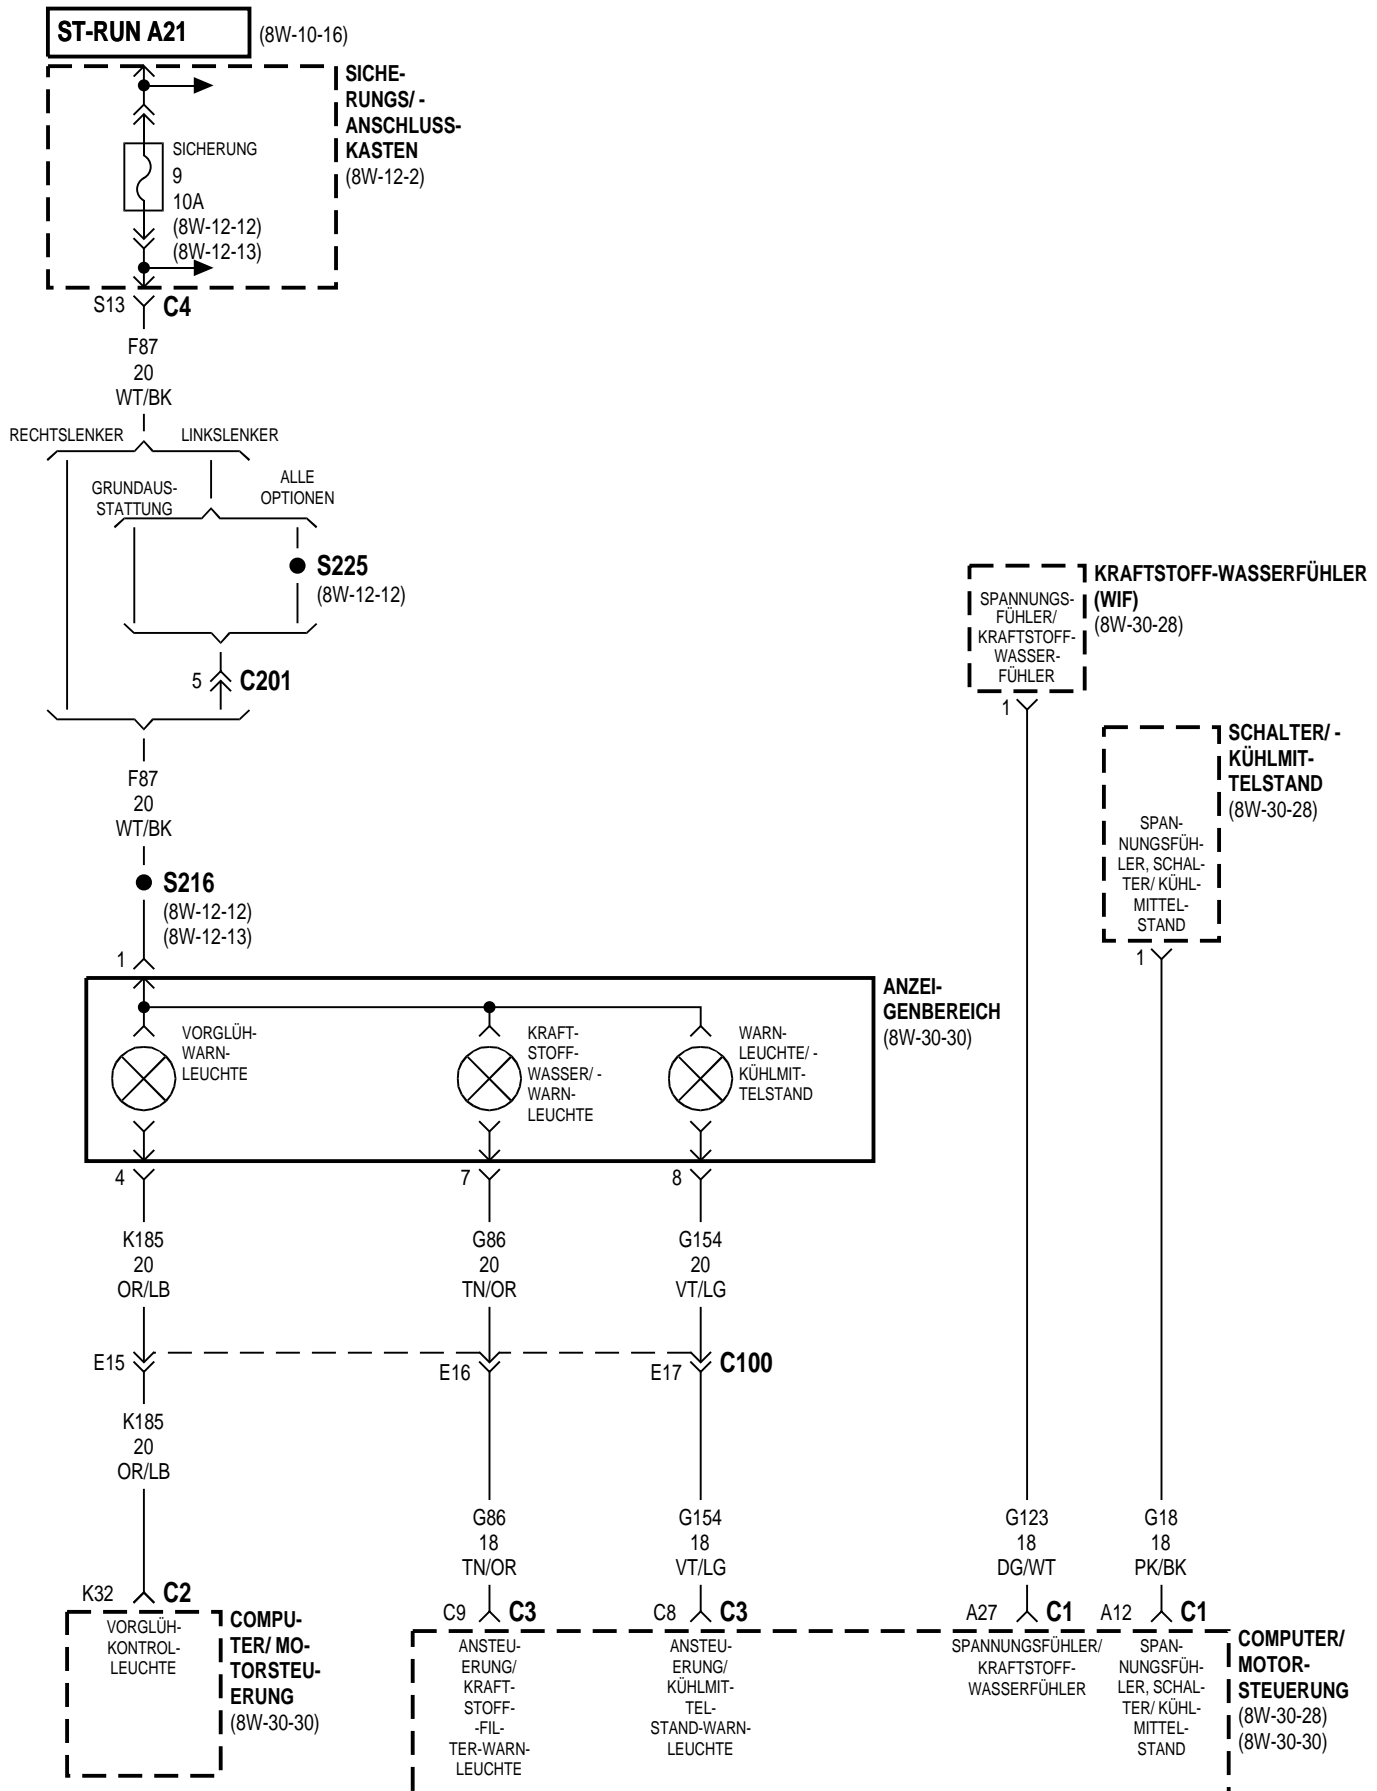 ST-RUN A21
(8W-10-16)
SICHE-
RUNGS/ -
ANSCHLUSS-
KASTEN
(8W-12-2)
SICHERUNG
9
10A
(8W-12-12)
(8W-12-13)
S13
C4
F87
20
WT/BK
RECHTSLENKER
LINKSLENKER
GRUNDAUS-
STATTUNG
ALLE
OPTIONEN
S225
(8W-12-12)
5
C201
F87
20
WT/BK
S216
(8W-12-12)
(8W-12-13)
1
KRAFTSTOFF-WASSERFÜHLER
(WIF)
(8W-30-28)
SPANNUNGS-
FÜHLER/
KRAFTSTOFF-
WASSER-
FÜHLER
1
SCHALTER/ -
KÜHLMIT-
TELSTAND
(8W-30-28)
SPAN-
NUNGSFÜH-
LER, SCHAL-
TER/ KÜHL-
MITTEL-
STAND
1
ANZEI-
GENBEREICH
(8W-30-30)
VORGLÜH-
WARN-
LEUCHTE
KRAFT-
STOFF-
WASSER/ -
WARN-
LEUCHTE
WARN-
LEUCHTE/ -
KÜHLMIT-
TELSTAND
4
7
8
K185
20
OR/LB
G86
20
TN/OR
G154
20
VT/LG
E15
E16
E17
C100
K185
20
OR/LB
G86
18
TN/OR
G154
18
VT/LG
G123
18
DG/WT
G18
18
PK/BK
K32
C2
C9
C3
C8
C3
A27
C1
A12
C1
VORGLÜH-
KONTROL-
LEUCHTE
COMPU-
TER/ MO-
TORSTEU-
ERUNG
(8W-30-30)
ANSTEU-
ERUNG/
KRAFT-
STOFF-
-FIL-
TER-WARN-
LEUCHTE
ANSTEU-
ERUNG/
KÜHLMIT-
TEL-
STAND-WARN-
LEUCHTE
SPANNUNGSFÜHLER/
KRAFTSTOFF-
WASSERFÜHLER
SPAN-
NUNGSFÜH-
LER, SCHAL-
TER/ KÜHL-
MITTEL-
STAND
COMPUTER/
MOTOR-
STEUERUNG
(8W-30-28)
(8W-30-30)